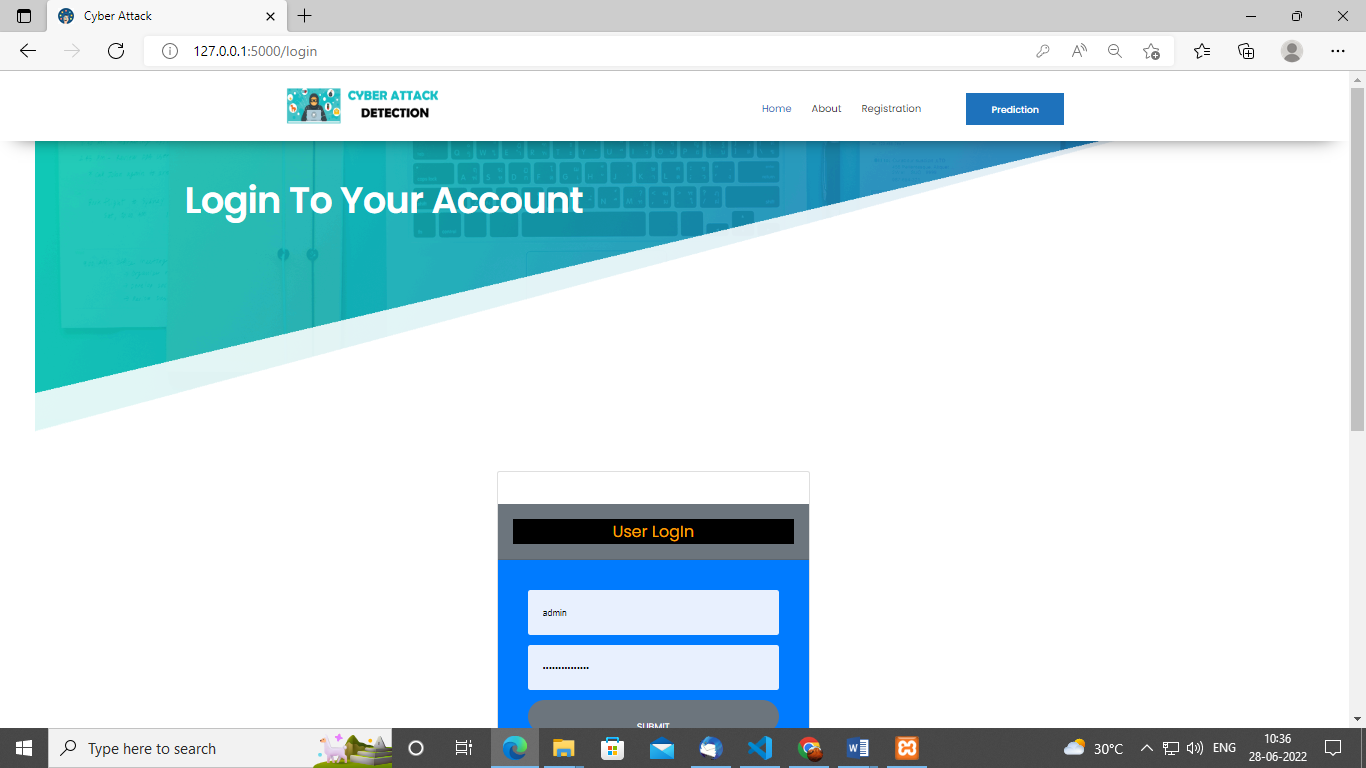 Cyber Attack
127.0.0.1:5000/login
CYBER ATTACK
DETECTION
Home
About
Registration
Prediction
Login To Your Account
User LogIn
admin
•••••••••••••••
SUBMIT
Type here to search
30°C
ENG
10:36
28-06-2022